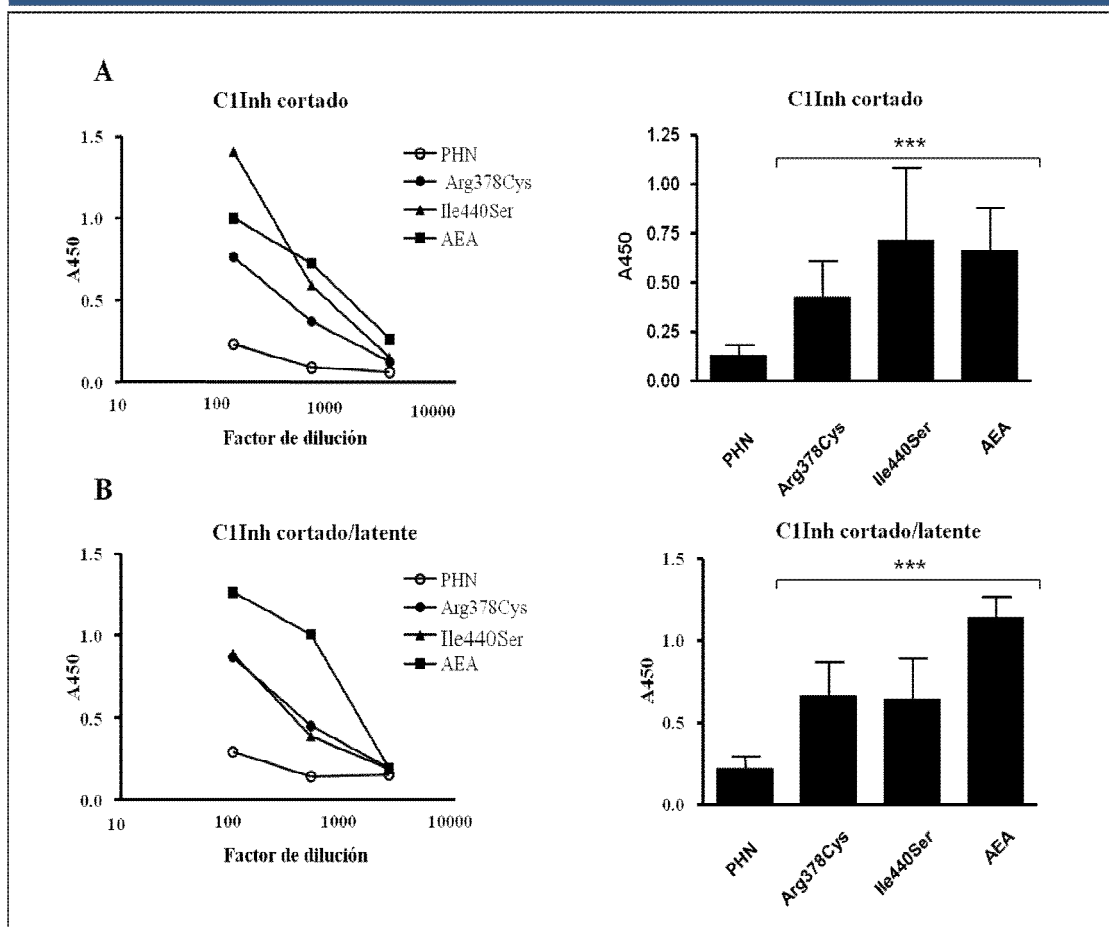 A
C1Inh cortado
1.5
1.0
0.5
0.0
A450
10
100
1000
10000
Factor de dilución
PHN
Arg378Cys
Ile440Ser
AEA
C1Inh cortado
1.25
1.00
0.75
0.50
0.25
0.00
A450
***
PHN
Arg378Cys
Ile440Ser
AEA
B
C1Inh cortado/latente
1.5
1.0
0.5
0.0
A450
10
100
1000
10000
Factor de dilución
PHN
Arg378Cys
Ile440Ser
AEA
C1Inh cortado/latente
1.5
1.0
0.5
0.0
A450
***
PHN
Arg378Cys
Ile440Ser
AEA